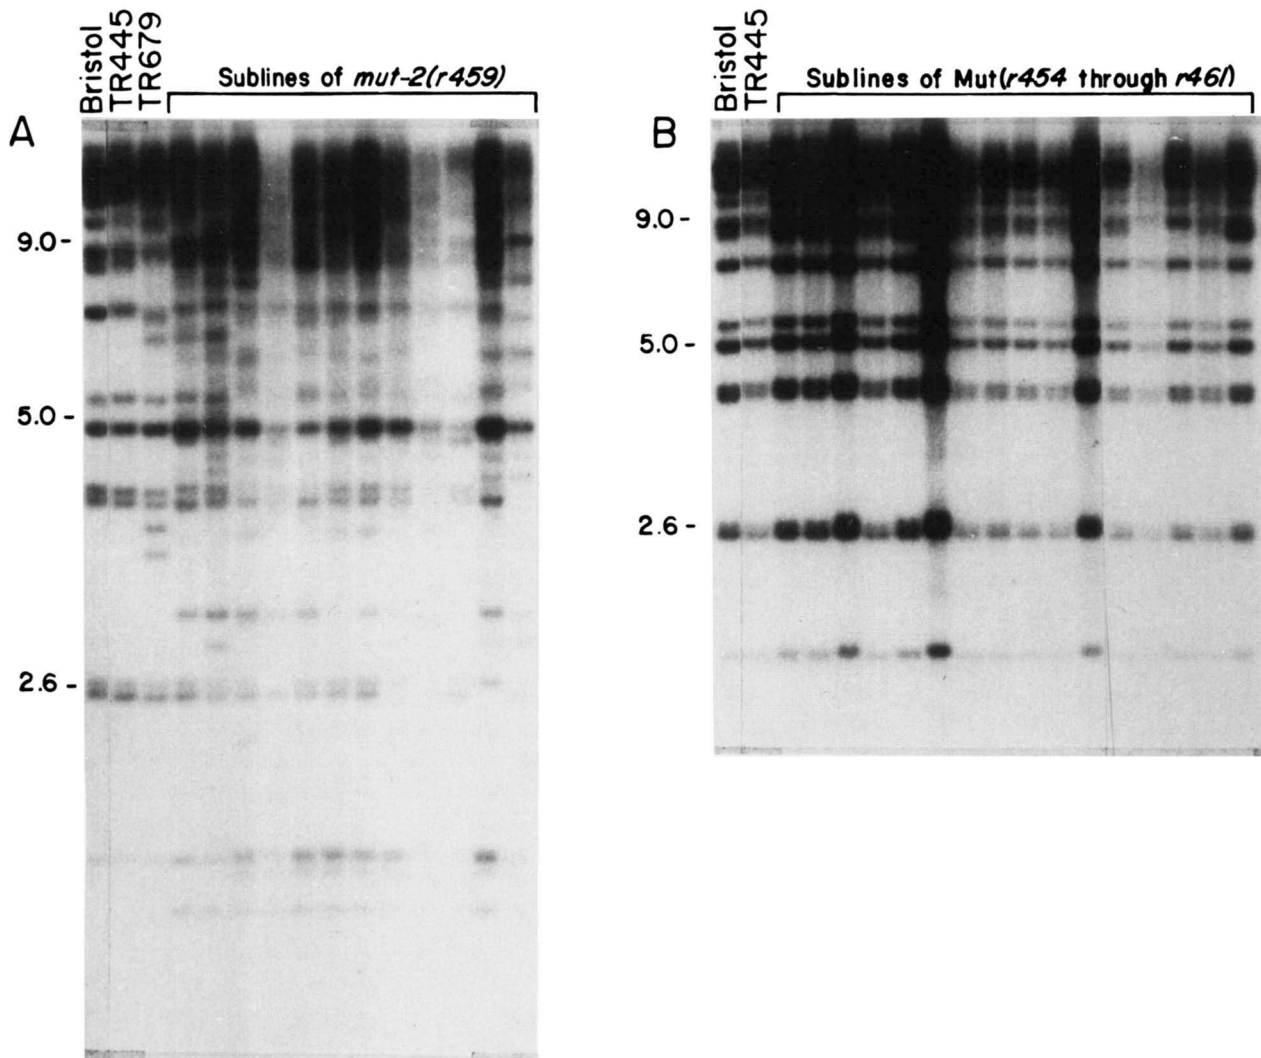 Bristol
TR445
TR679
Sublines of mut-2(r459)
A
9.0 -
5.0 -
2.6 -
Bristol
TR445
Sublines of Mut(r454 through r461)
B
9.0 -
5.0 -
2.6 -